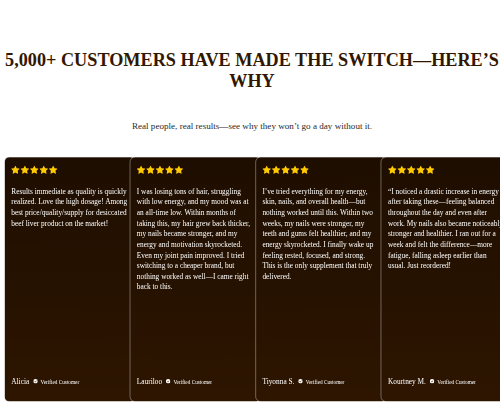 5,000+ CUSTOMERS HAVE MADE THE SWITCH—HERE'S
WHY
Real people, real results—see why they won't go a day without it.
Results immediate as quality is quickly
realized. Love the high dosage! Among
best price/quality/supply for desiccated
beef liver product on the market!
Alicia Verified Customer
I was losing tons of hair, struggling
with low energy, and my mood was at
an all-time low. Within months of
taking this, my hair grew back thicker,
my nails became stronger, and my
energy and motivation skyrocketed.
Even my joint pain improved. I tried
switching to a cheaper brand, but
nothing worked as well—I came right
back to this.
Lauriloo Verified Customer
I've tried everything for my energy,
skin, nails, and overall health—but
nothing worked until this. Within two
weeks, my nails were stronger, my
teeth and gums felt healthier, and my
energy skyrocketed. I finally wake up
feeling rested, focused, and strong.
This is the only supplement that truly
delivered.
Tiyonna S. Verified Customer
“I noticed a drastic increase in energy
after taking these—feeling balanced
throughout the day and even after
work. My nails also became noticeabl
stronger and healthier. I ran out for a
week and felt the difference—more
fatigue, falling asleep earlier than
usual. Just reordered!
Kourtney M. Verified Customer